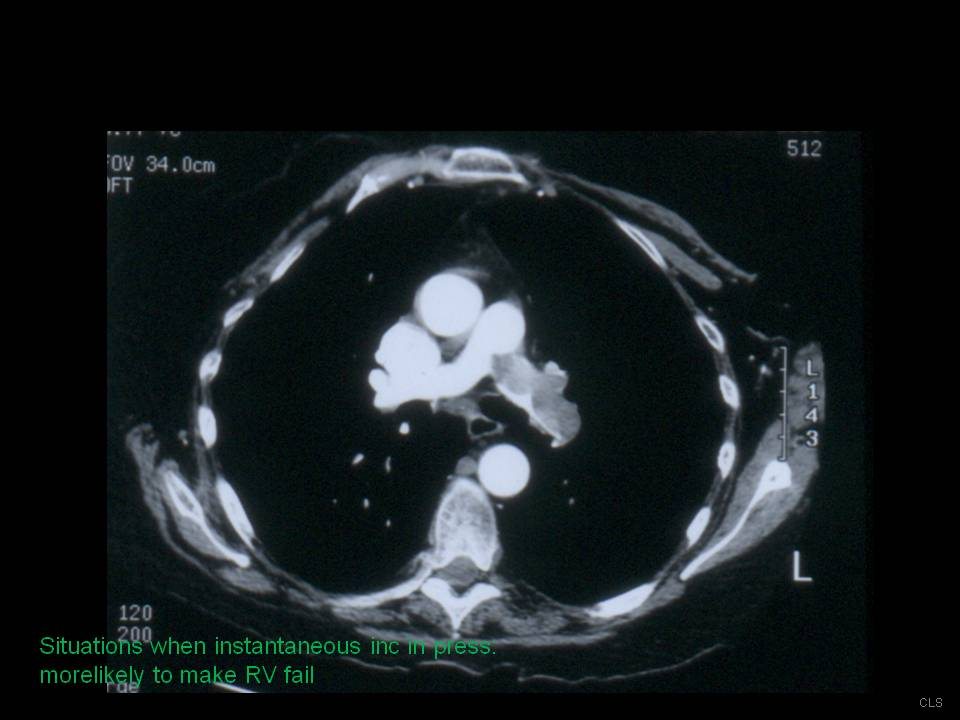 FOV 34.0cm
512
L
1
4
3
L
120
200
Situations when instantaneous inc in press:
morelikely to make RV fail
CLS